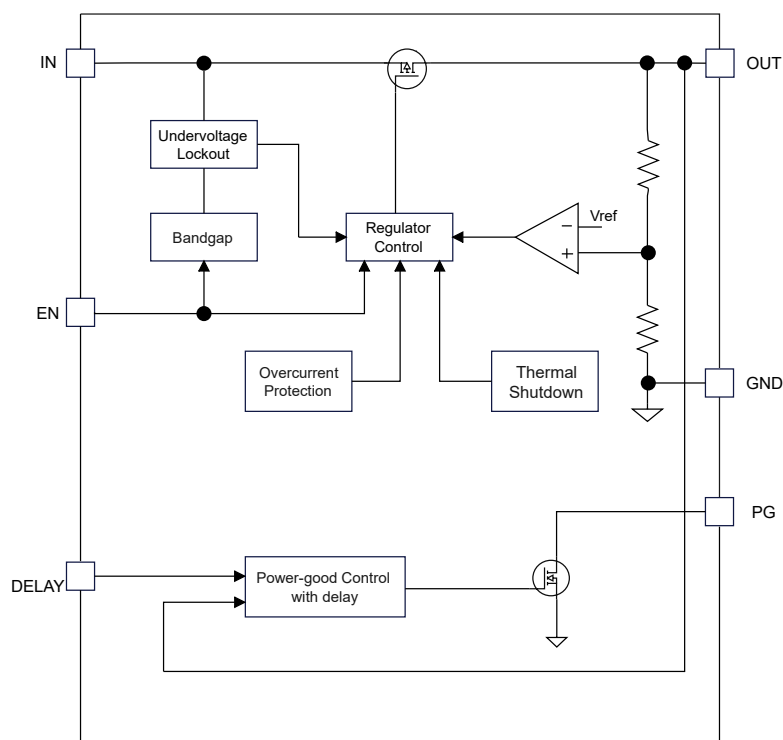 IN
OUT
Undervoltage
Lockout
Bandgap
Regulator
Control
Vref
−
+
EN
Overcurrent
Protection
Thermal
Shutdown
GND
PG
DELAY
Power-good Control
with delay